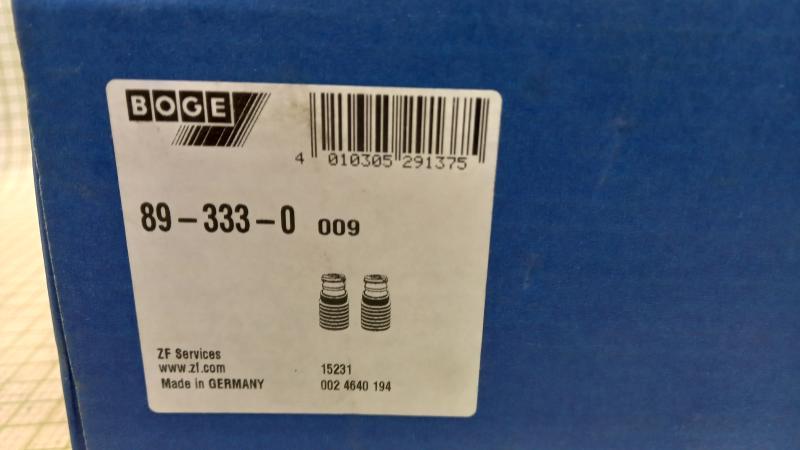 BOGE
4 010305 291375
89-333-0 009
ZF Services
www.zf.com
Made in GERMANY
15231
002 4640 194